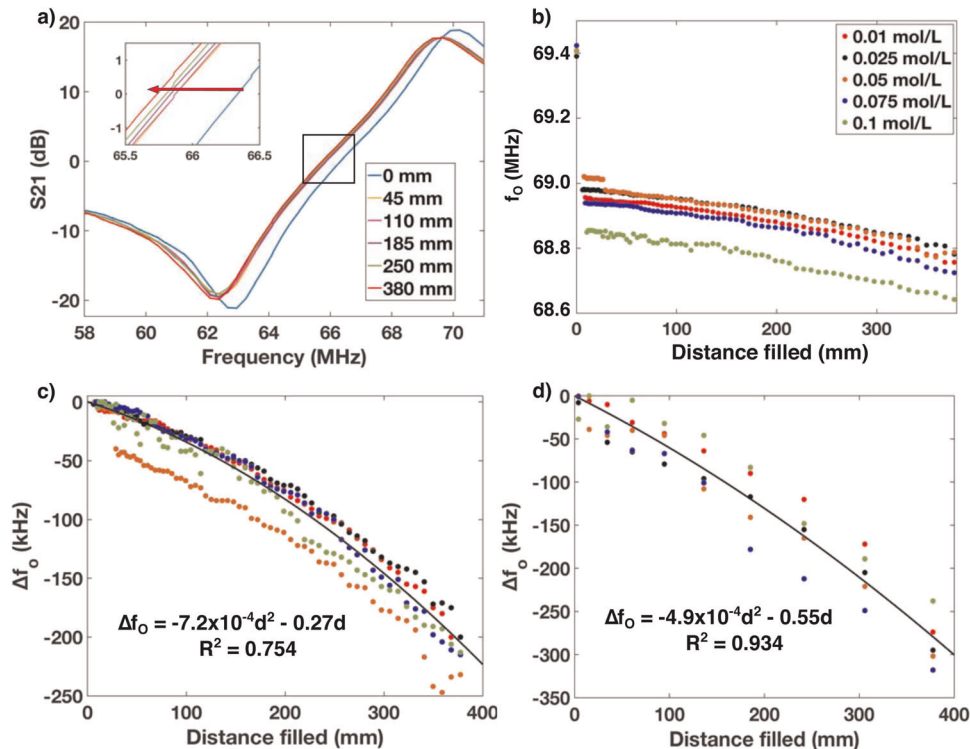 a)
20
10
0
-10
-20
S21 (dB)
1
0
-1
65.5 66 66.5
0 mm
45 mm
110 mm
185 mm
250 mm
380 mm
58 60 62 64 66 68 70
Frequency (MHz)
b)
69.4
69.2
69.0
68.8
68.6
fO (MHz)
0.01 mol/L
0.025 mol/L
0.05 mol/L
0.075 mol/L
0.1 mol/L
0 100 200 300
Distance filled (mm)
c)
0
-50
-100
-150
-200
-250
ΔfO (kHz)
ΔfO = -7.2x10-4d2 - 0.27d
R2 = 0.754
0 100 200 300 400
Distance filled (mm)
d)
0
-50
-100
-150
-200
-250
-300
-350
ΔfO (kHz)
ΔfO = -4.9x10-4d2 - 0.55d
R2 = 0.934
0 100 200 300 400
Distance filled (mm)